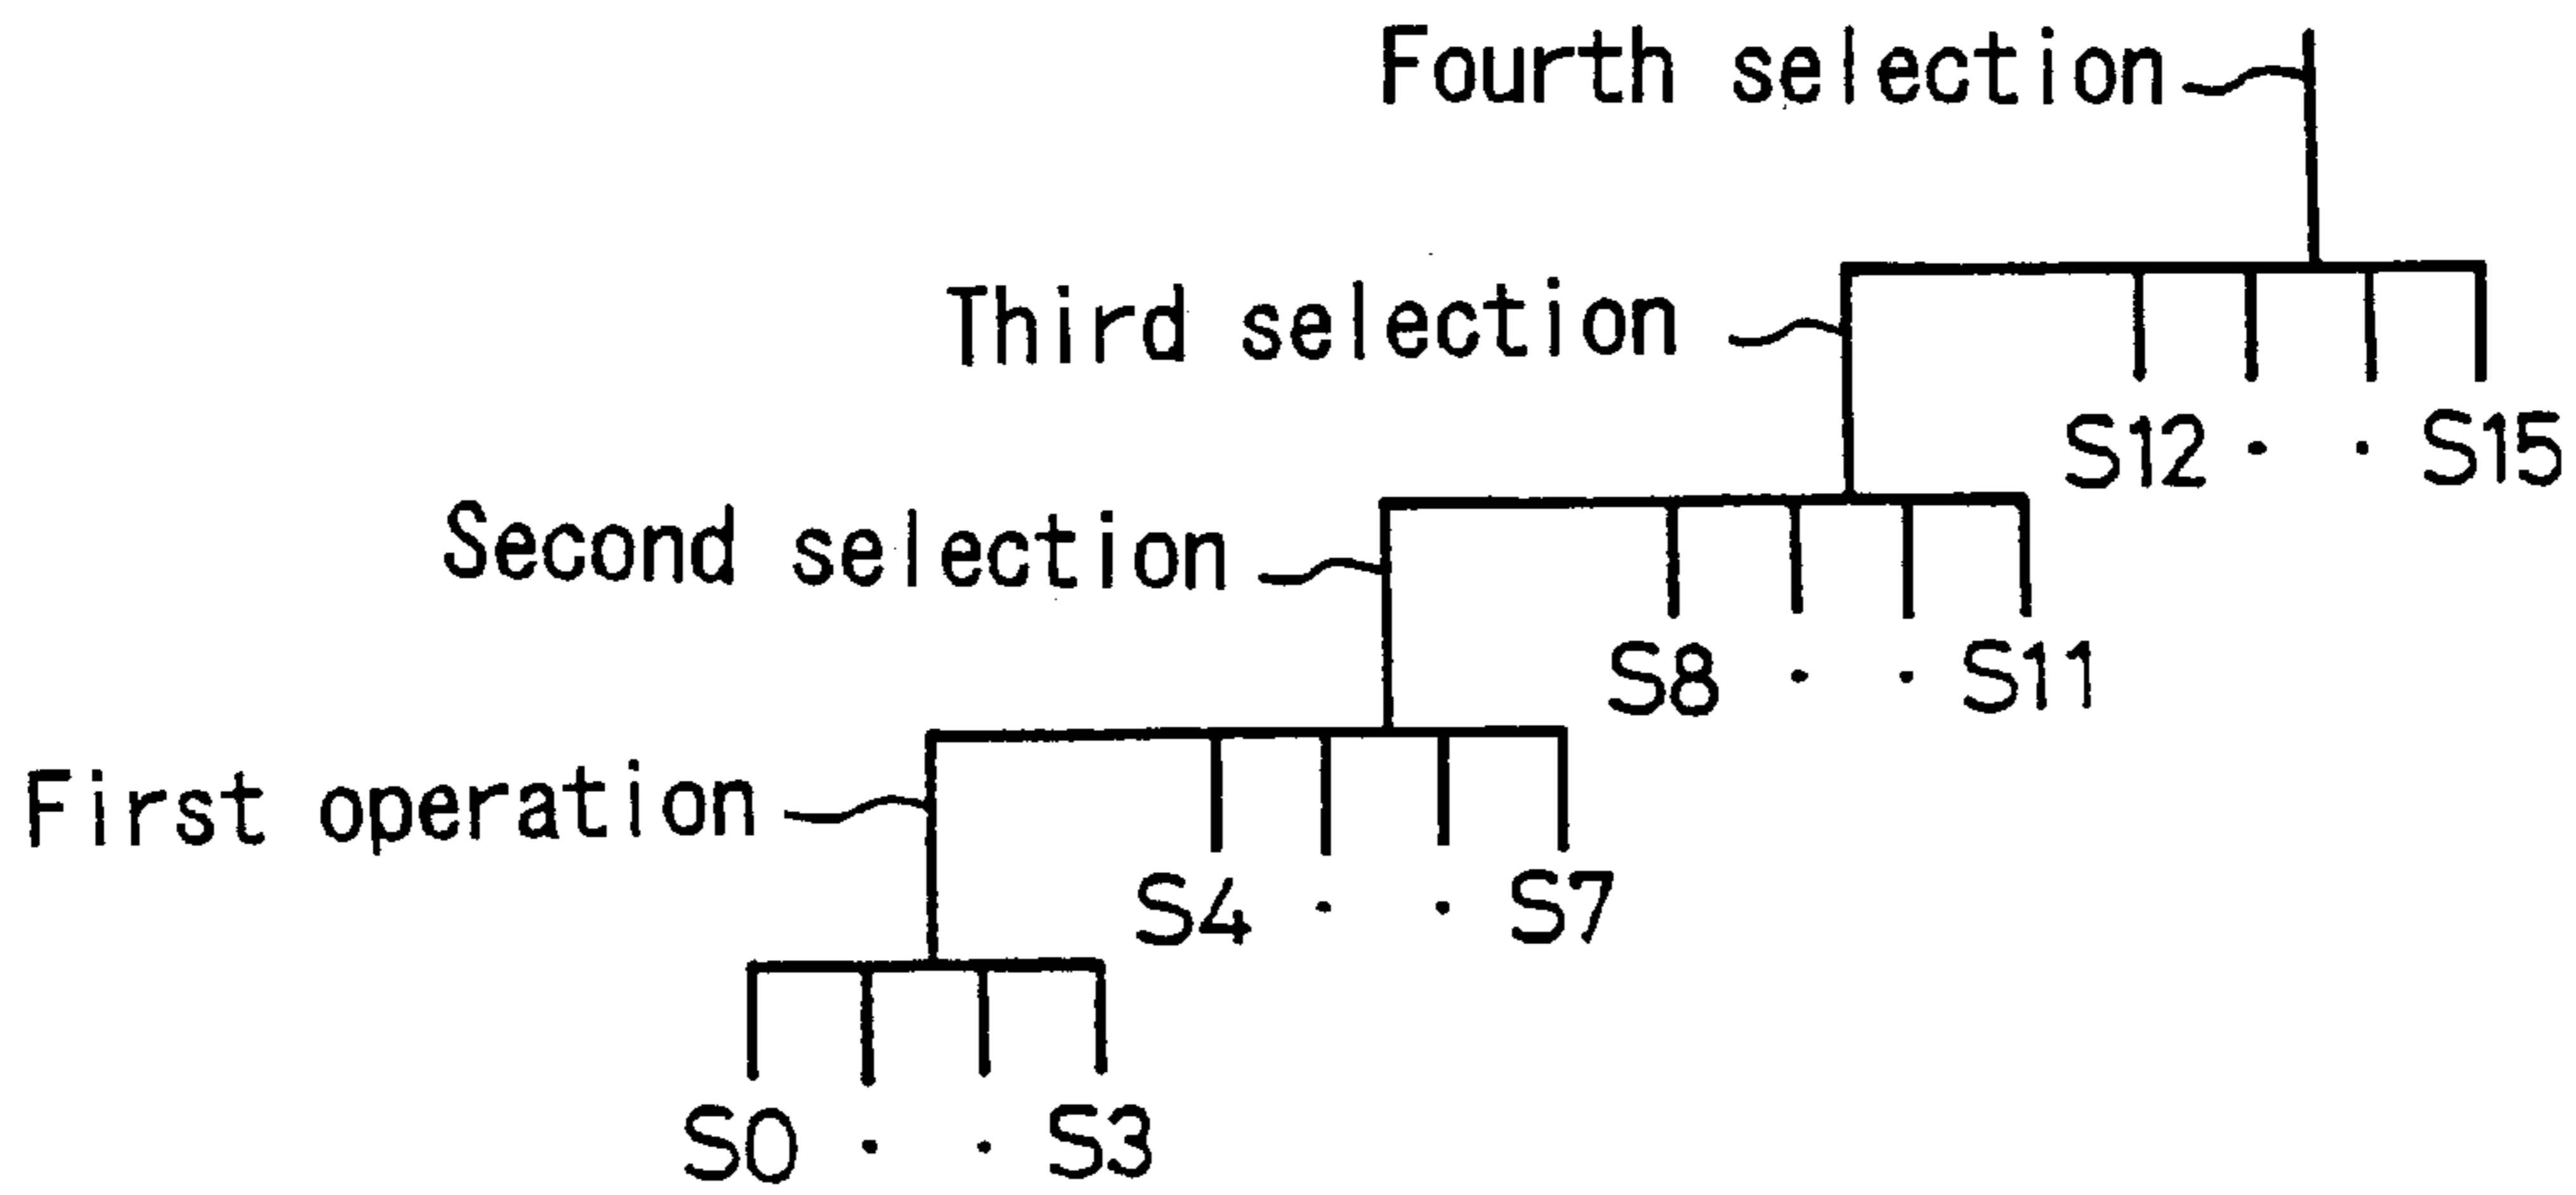 Fourth selection
Third selection
S12 · · S15
Second selection
S8 · · S11
First operation
S4 · · S7
S0 · · S3